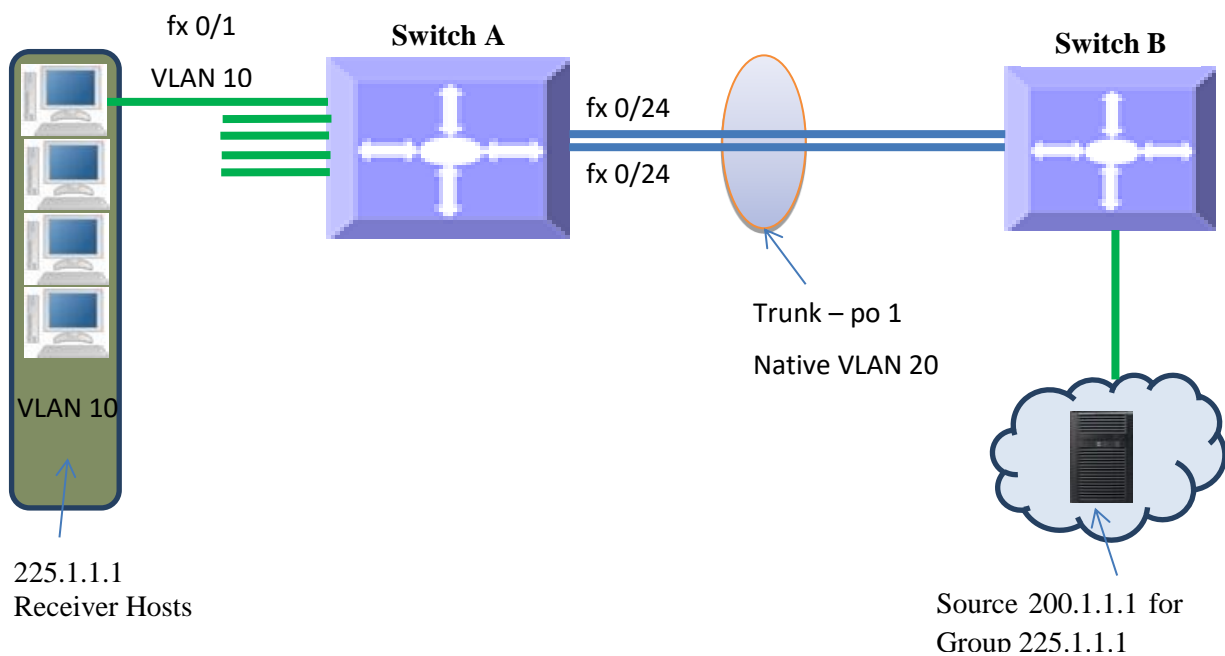 fx 0/1
VLAN 10
Switch A
Switch B
fx 0/24
fx 0/24
Trunk – po 1
Native VLAN 20
VLAN 10
225.1.1.1
Receiver Hosts
Source 200.1.1.1 for
Group 225.1.1.1